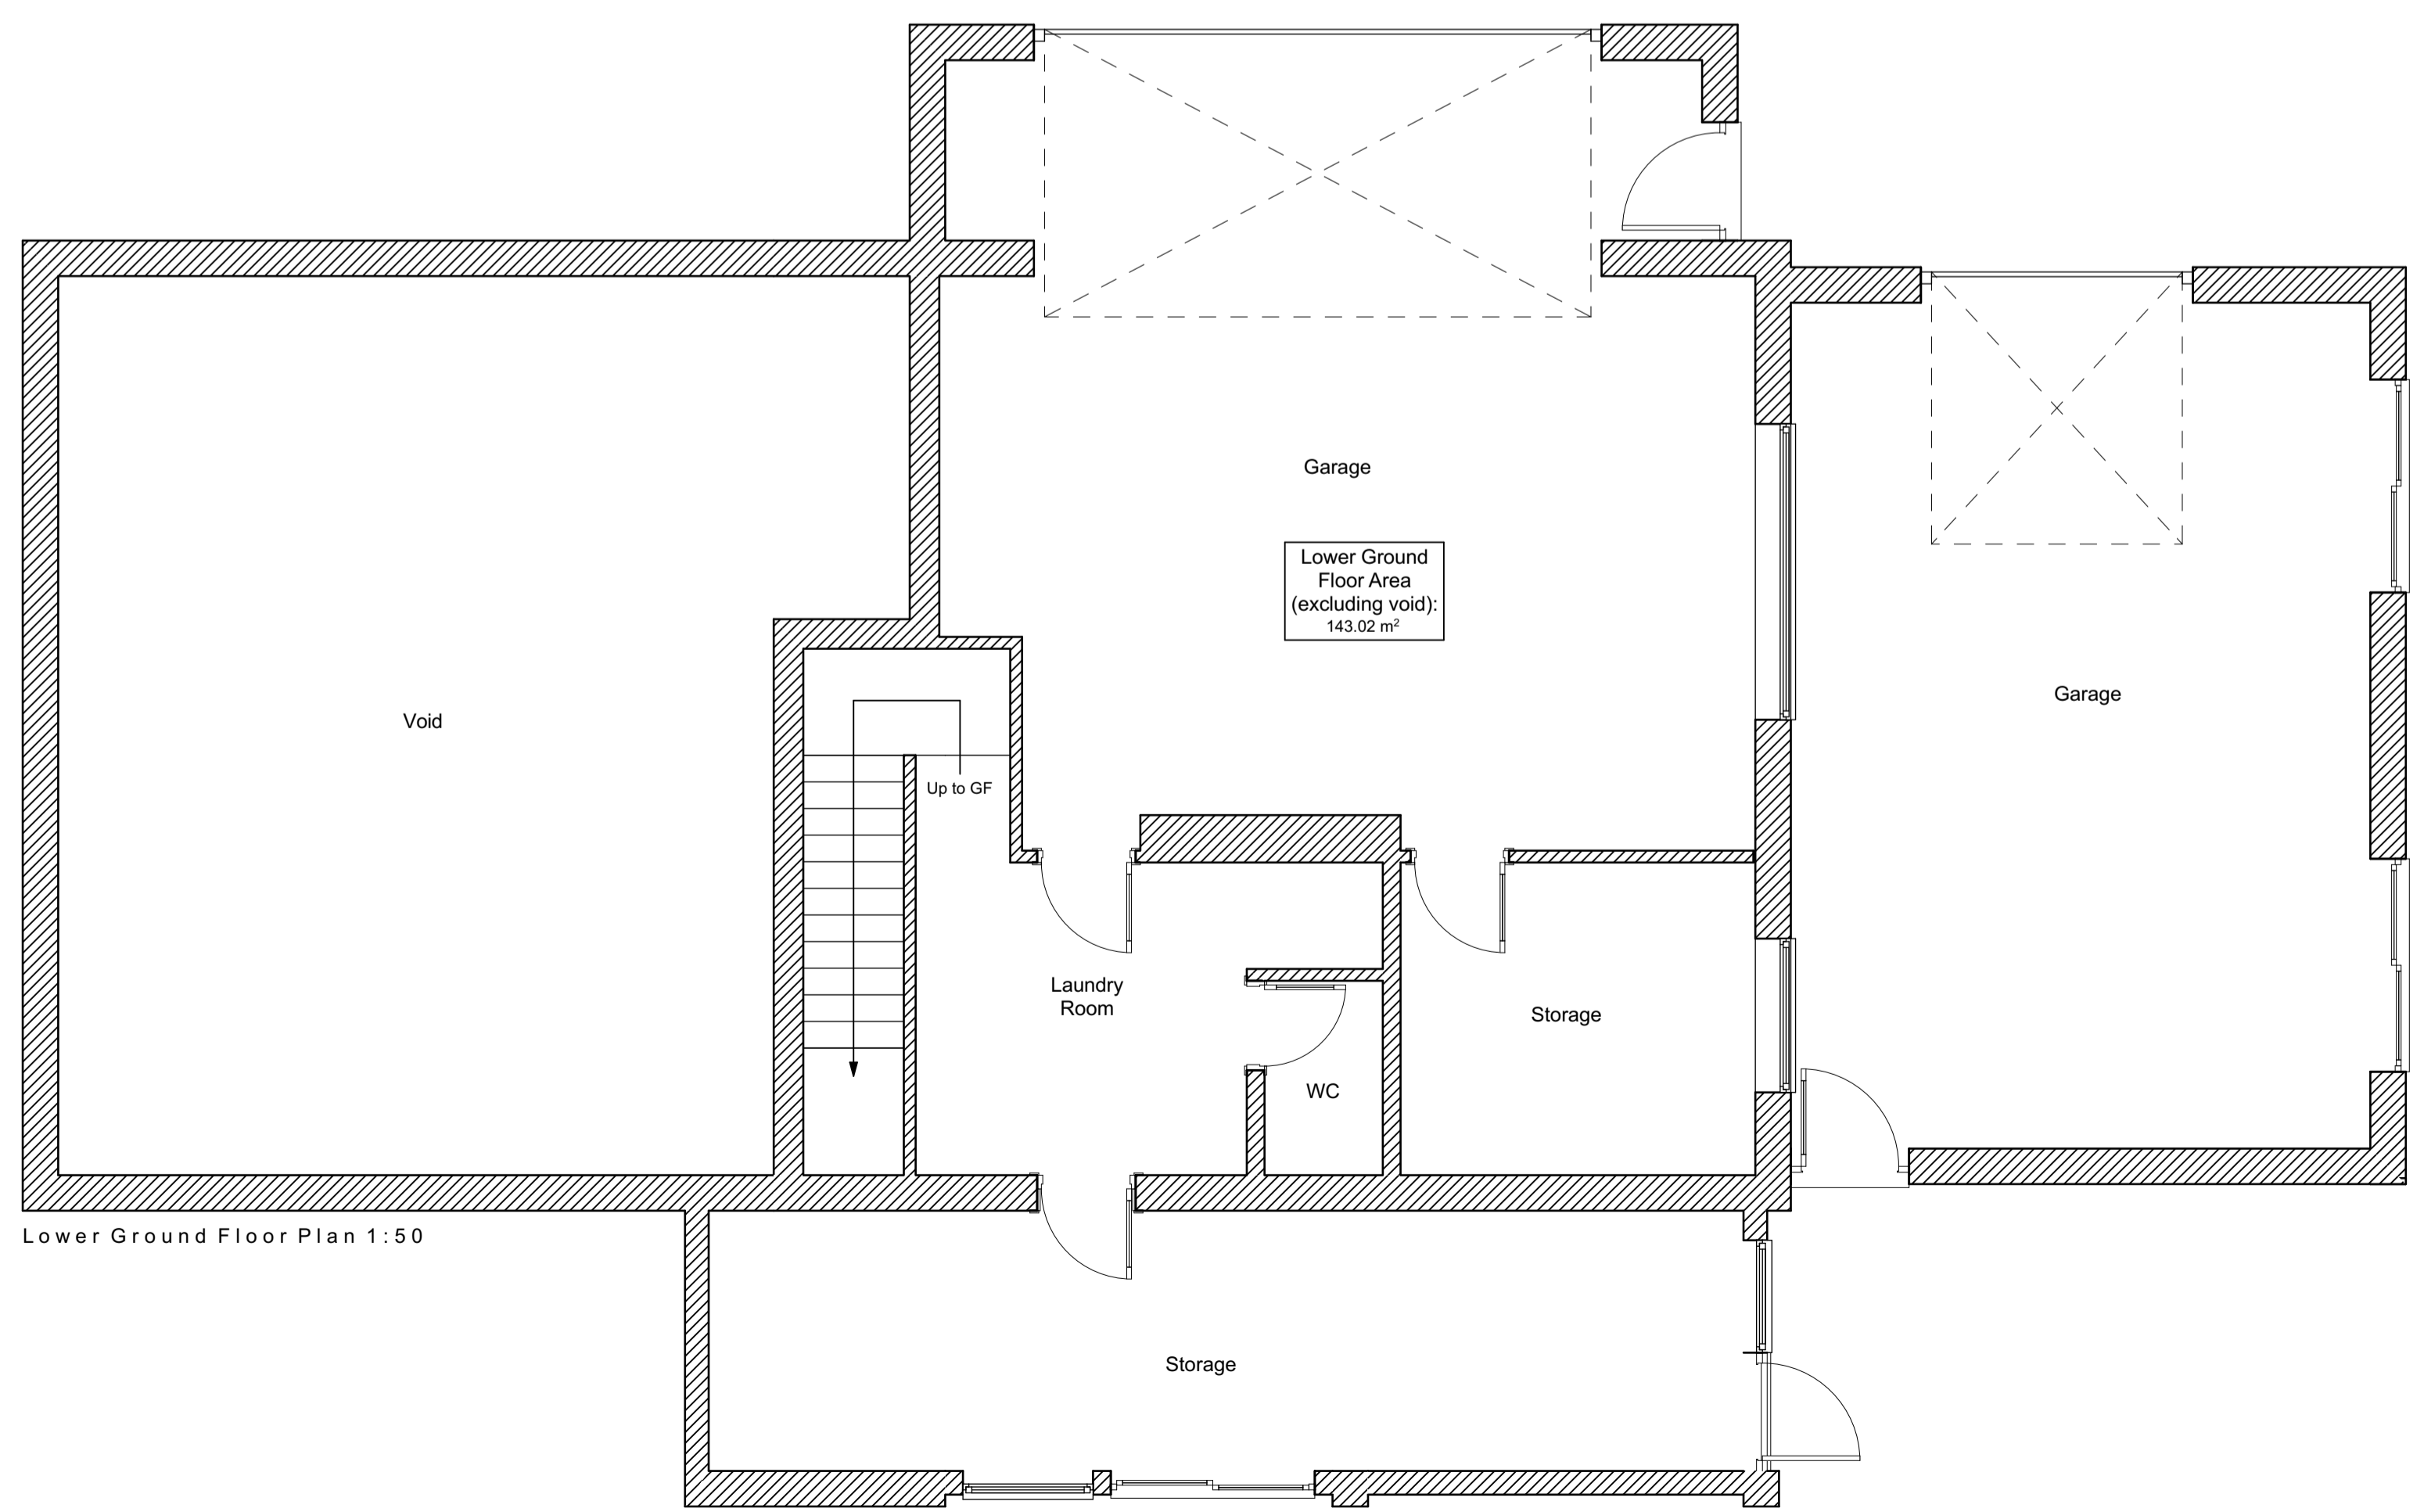 Garage
Lower Ground
Floor Area
(excluding void):
143.02 m²
Garage
Void
Up to GF
Laundry
Room
Storage
WC
Lower Ground Floor Plan 1:50
Storage